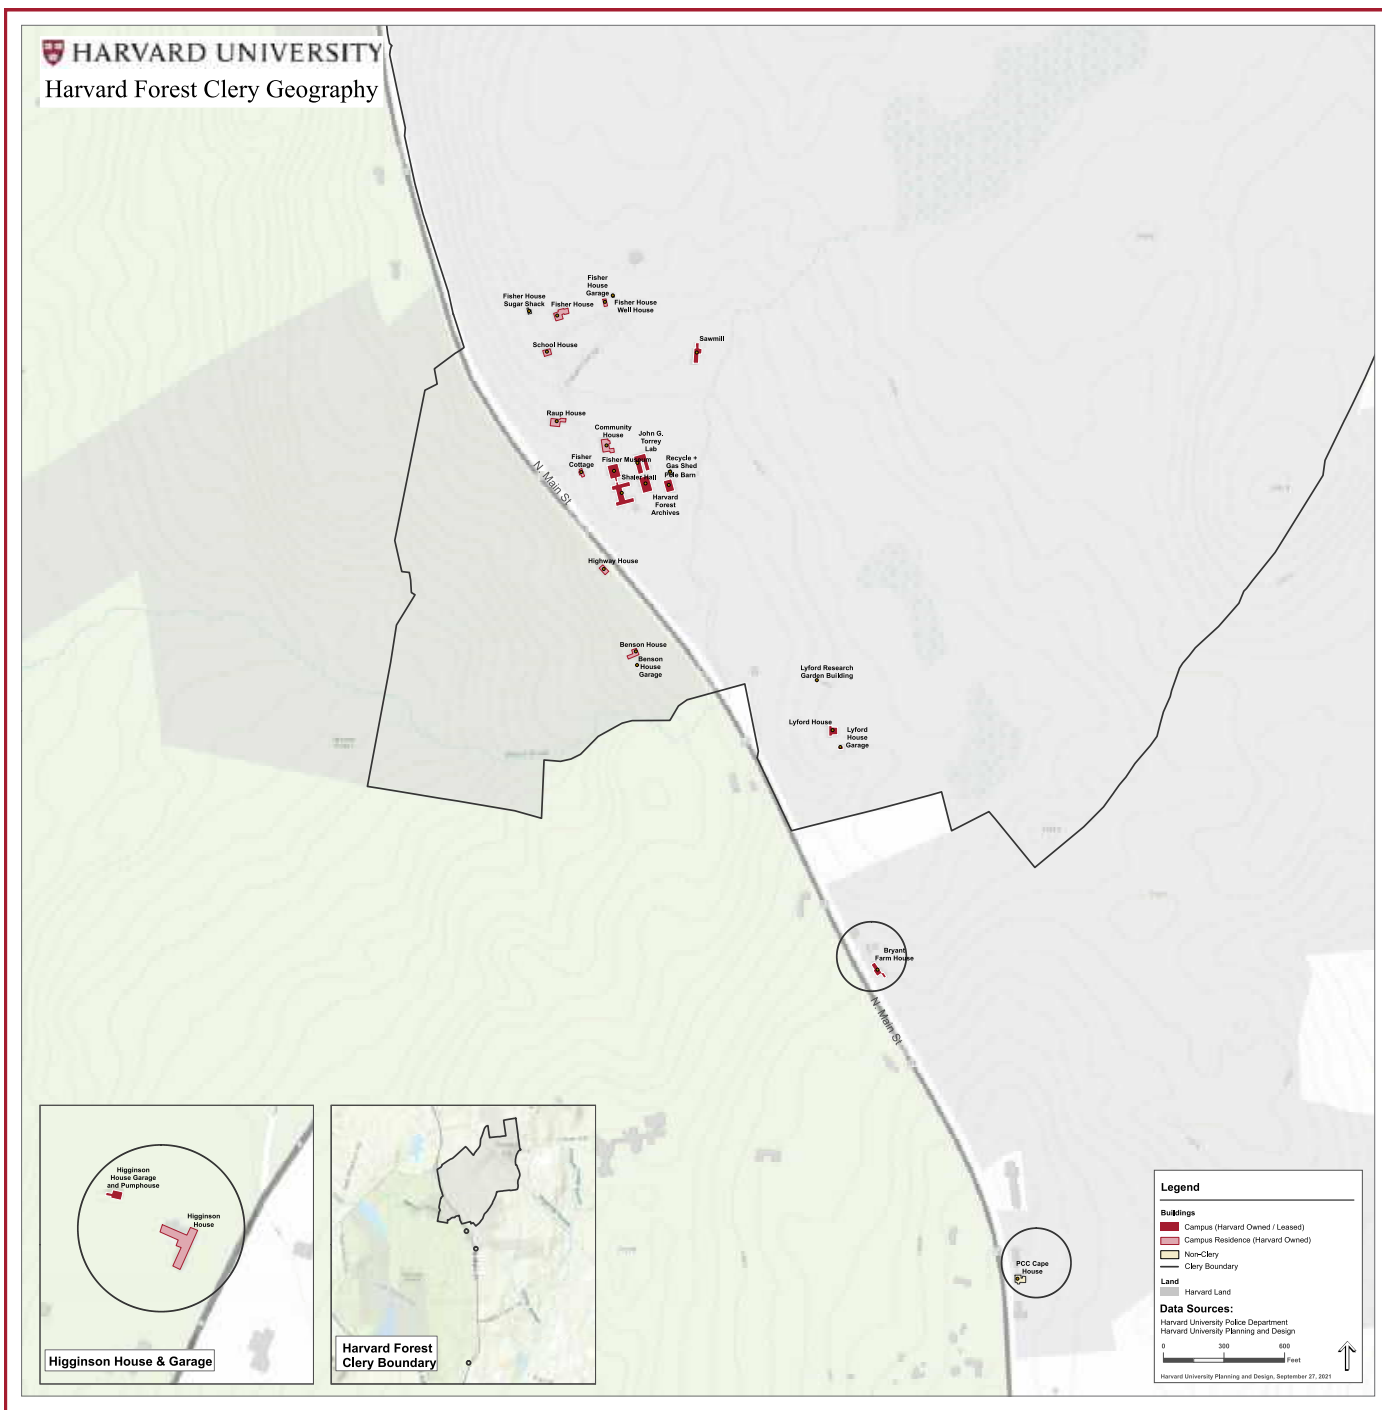 HARVARD UNIVERSITY
Harvard Forest Clery Geography
Fisher
House
Garage
Fisher House
Sugar Shack
Fisher House
Fisher House
Well House
School House
Sawmill
Raup House
Community
House
John G.
Torrey
Lab
Fisher
Cottage
Fisher Museum
Recycle +
Gas Shed
Shaler Hall
Pole Barn
Harvard
Forest
Archives
N. Main St
Highway House
Benson House
Benson
House
Garage
Lyford Research
Garden Building
Lyford House
Lyford
House
Garage
Bryant
Farm House
N. Main St
PCC Cape
House
Higginson
House Garage
and Pumphouse
Higginson
House
Higginson House & Garage
Harvard Forest
Clery Boundary
Legend
Buildings
Campus (Harvard Owned / Leased)
Campus Residence (Harvard Owned)
Non-Clery
Clery Boundary
Land
Harvard Land
Data Sources:
Harvard University Police Department
Harvard University Planning and Design
0 300 600
Feet
Harvard University Planning and Design, September 27, 2021